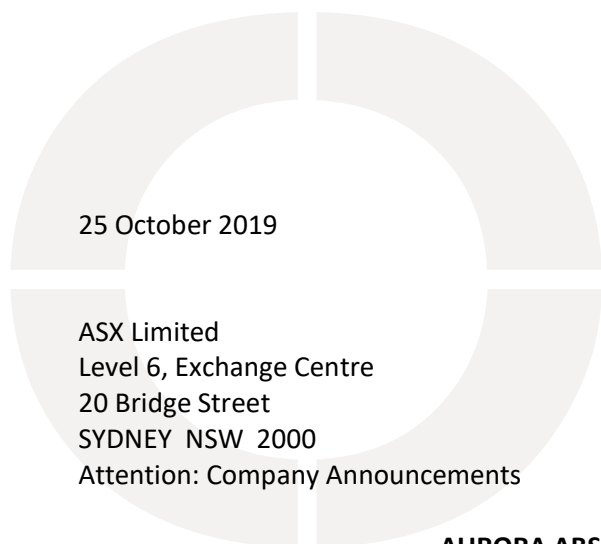 25 October 2019
ASX Limited
Level 6, Exchange Centre
20 Bridge Street
SYDNEY NSW 2000
Attention: Company Announcements